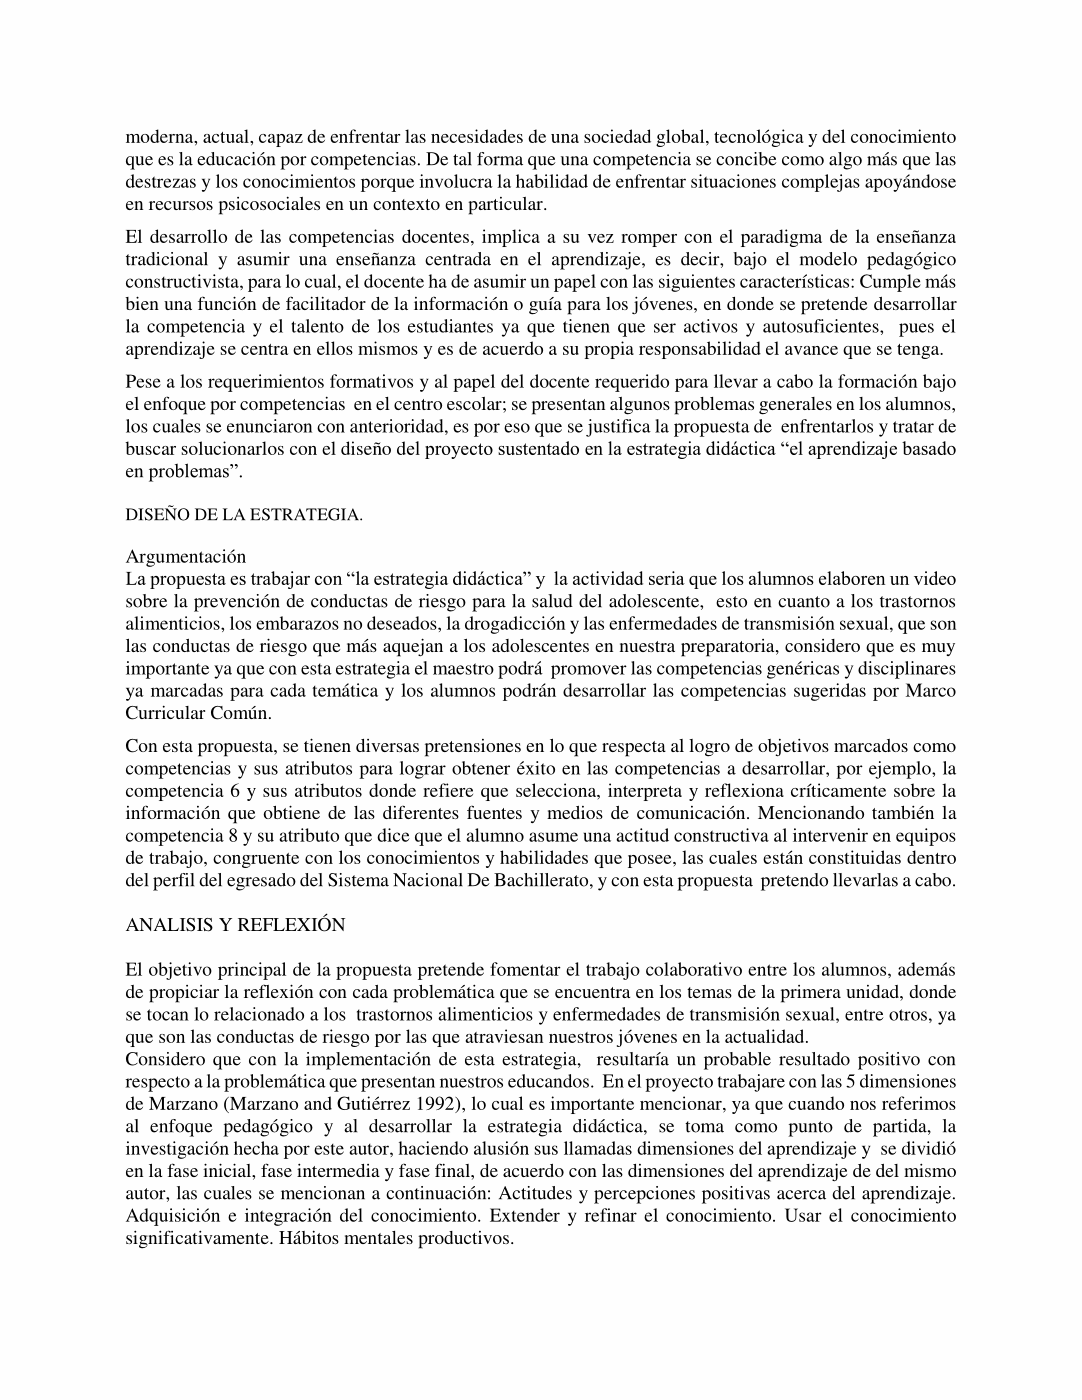 moderna, actual, capaz de enfrentar las necesidades de una sociedad global, tecnológica y del conocimiento
que es la educación por competencias. De tal forma que una competencia se concibe como algo más que las
destrezas y los conocimientos porque involucra la habilidad de enfrentar situaciones complejas apoyándose
en recursos psicosociales en un contexto en particular.
El desarrollo de las competencias docentes, implica a su vez romper con el paradigma de la enseñanza
tradicional y asumir una enseñanza centrada en el aprendizaje, es decir, bajo el modelo pedagógico
constructivista, para lo cual, el docente ha de asumir un papel con las siguientes características: Cumple más
bien una función de facilitador de la información o guía para los jóvenes, en donde se pretende desarrollar
la competencia y el talento de los estudiantes ya que tienen que ser activos y autosuficientes, pues el
aprendizaje se centra en ellos mismos y es de acuerdo a su propia responsabilidad el avance que se tenga.
Pese a los requerimientos formativos y al papel del docente requerido para llevar a cabo la formación bajo
el enfoque por competencias en el centro escolar; se presentan algunos problemas generales en los alumnos,
los cuales se enunciaron con anterioridad, es por eso que se justifica la propuesta de enfrentarlos y tratar de
buscar solucionarlos con el diseño del proyecto sustentado en la estrategia didáctica “el aprendizaje basado
en problemas”.
DISEÑO DE LA ESTRATEGIA.
Argumentación
La propuesta es trabajar con “la estrategia didáctica” y la actividad seria que los alumnos elaboren un video
sobre la prevención de conductas de riesgo para la salud del adolescente, esto en cuanto a los trastornos
alimenticios, los embarazos no deseados, la drogadicción y las enfermedades de transmisión sexual, que son
las conductas de riesgo que más aquejan a los adolescentes en nuestra preparatoria, considero que es muy
importante ya que con esta estrategia el maestro podrá promover las competencias genéricas y disciplinares
ya marcadas para cada temática y los alumnos podrán desarrollar las competencias sugeridas por Marco
Curricular Común.
Con esta propuesta, se tienen diversas pretensiones en lo que respecta al logro de objetivos marcados como
competencias y sus atributos para lograr obtener éxito en las competencias a desarrollar, por ejemplo, la
competencia 6 y sus atributos donde refiere que selecciona, interpreta y reflexiona críticamente sobre la
información que obtiene de las diferentes fuentes y medios de comunicación. Mencionando también la
competencia 8 y su atributo que dice que el alumno asume una actitud constructiva al intervenir en equipos
de trabajo, congruente con los conocimientos y habilidades que posee, las cuales están constituidas dentro
del perfil del egresado del Sistema Nacional De Bachillerato, y con esta propuesta pretendo llevarlas a cabo.
ANALISIS Y REFLEXIÓN
El objetivo principal de la propuesta pretende fomentar el trabajo colaborativo entre los alumnos, además
de propiciar la reflexión con cada problemática que se encuentra en los temas de la primera unidad, donde
se tocan lo relacionado a los trastornos alimenticios y enfermedades de transmisión sexual, entre otros, ya
que son las conductas de riesgo por las que atraviesan nuestros jóvenes en la actualidad.
Considero que con la implementación de esta estrategia, resultaría un probable resultado positivo con
respecto a la problemática que presentan nuestros educandos. En el proyecto trabajare con las 5 dimensiones
de Marzano (Marzano and Gutiérrez 1992), lo cual es importante mencionar, ya que cuando nos referimos
al enfoque pedagógico y al desarrollar la estrategia didáctica, se toma como punto de partida, la
investigación hecha por este autor, haciendo alusión sus llamadas dimensiones del aprendizaje y se dividió
en la fase inicial, fase intermedia y fase final, de acuerdo con las dimensiones del aprendizaje de del mismo
autor, las cuales se mencionan a continuación: Actitudes y percepciones positivas acerca del aprendizaje.
Adquisición e integración del conocimiento. Extender y refinar el conocimiento. Usar el conocimiento
significativamente. Hábitos mentales productivos.